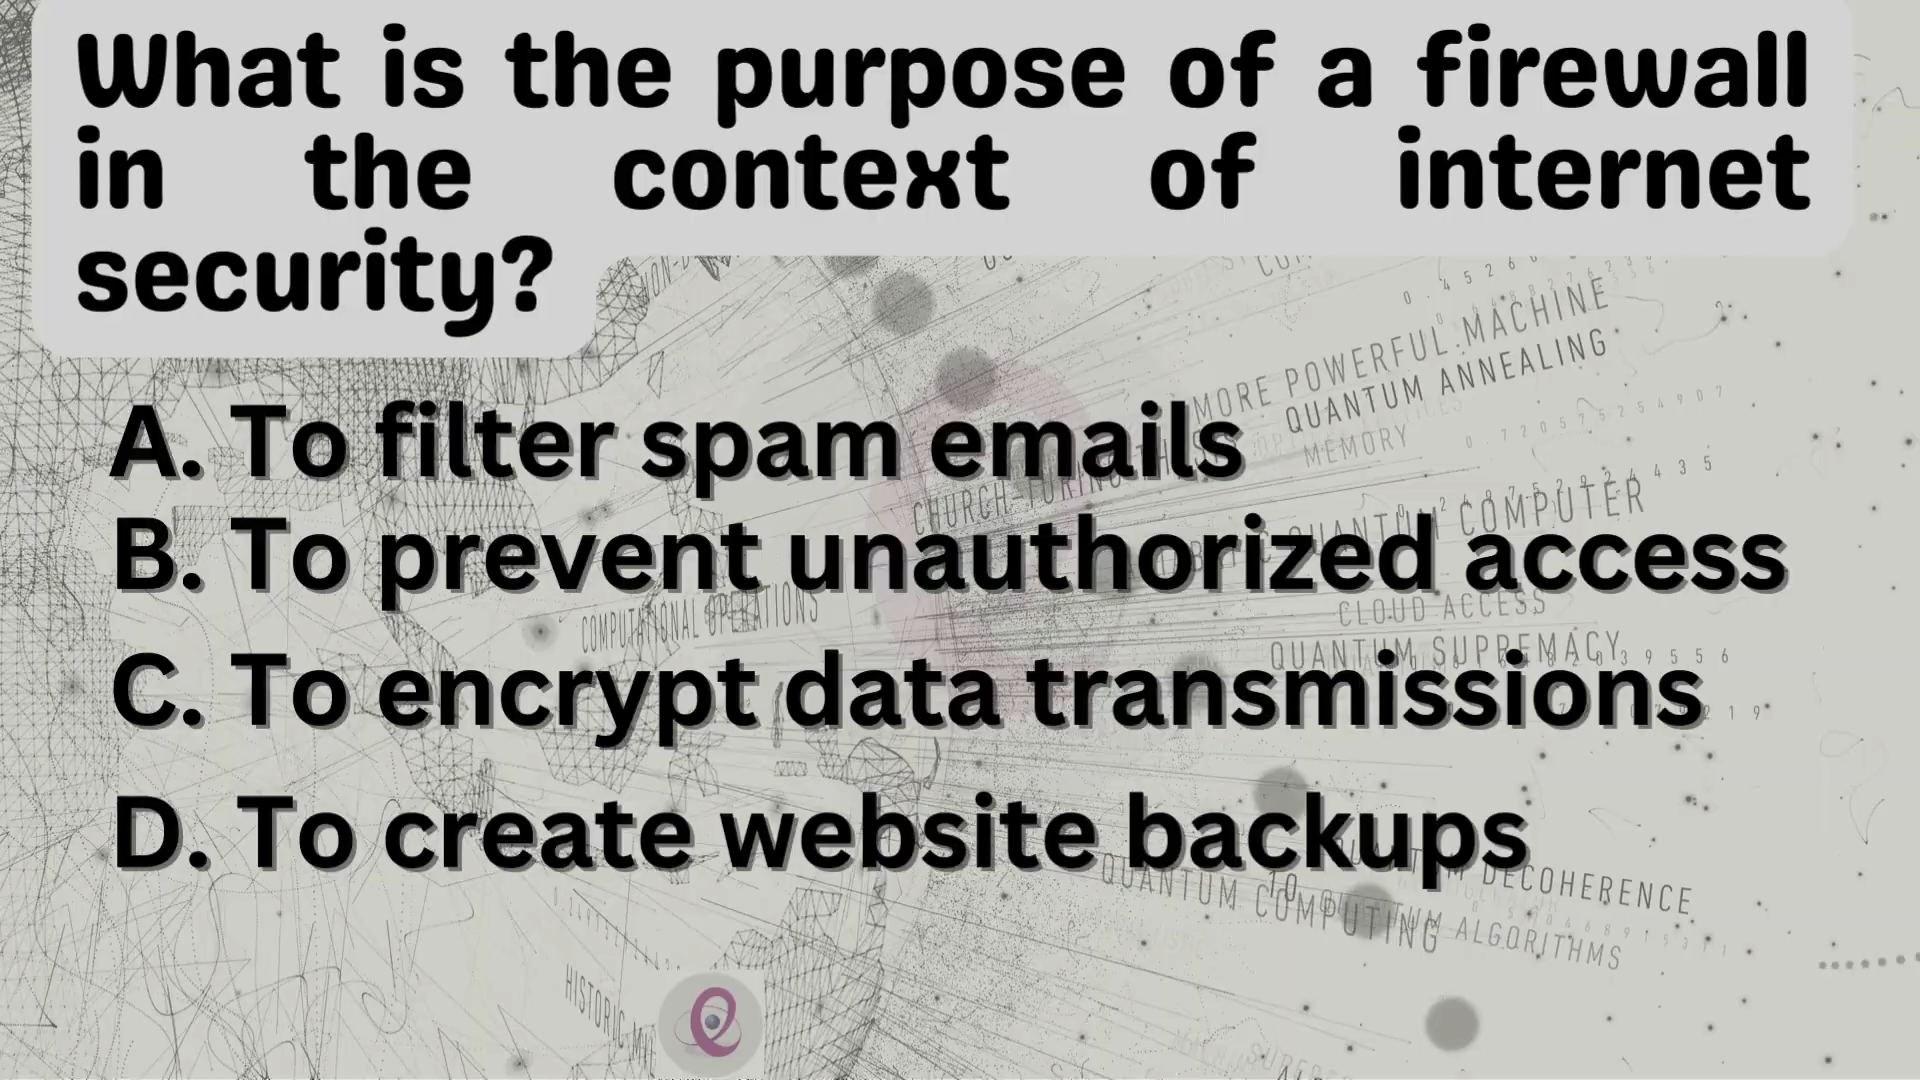 What is the purpose of a firewall
in the context of internet
security?
A. To filter spam emails
B. To prevent unauthorized access
C. To encrypt data transmissions
D. To create website backups
MORE POWERFUL MACHINE
QUANTUM ANNEALING
MEMORY
QUANTUM COMPUTER
COMPUTATIONAL OPERATIONS
CLOUD ACCESS
QUANTUM SUPREMACY
DECOHERENCE
QUANTUM COMPUTING
ALGORITHMS
HISTORIC